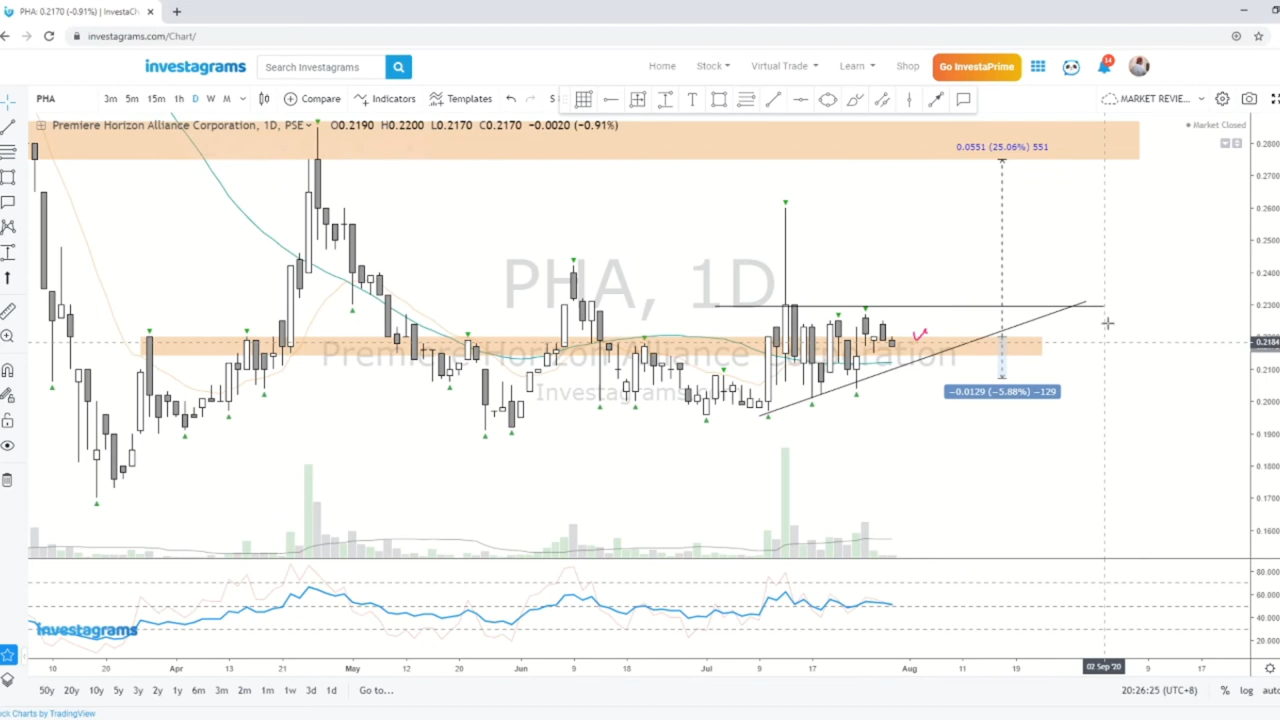 PHA: 0.2170 (-0.91%) | InvestaCh
investagrams.com/Chart/
investagrams
Search Investagrams
Home
Stock
Virtual Trade
Learn
Shop
Go InvestaPrime
14
PHA
3m 5m 15m 1h D W M
Compare
Indicators
Templates
S
T
MARKET REVIE...
Premiere Horizon Alliance Corporation, 1D, PSE
O0.2190 H0.2200 L0.2170 C0.2170 -0.0020 (-0.91%)
Market Closed
0.0551 (25.06%) 551
0.2800
0.2700
0.2600
0.2500
0.2400
0.2300
0.2184
0.2100
0.2000
0.1900
0.1800
0.1700
0.1600
PHA, 1D
Premiere Horizon Alliance Corporation
−0.0129 (−5.88%) −129
80.000
60.000
40.000
20.000
investagrams
10 20 Apr 13 21 May 12 20 Jun 9 18 Jul 9 17 Aug 11 19 02 Sep '20 9 17
50y 20y 10y 5y 3y 2y 1y 6m 3m 2m 1m 1w 3d 1d Go to...
20:26:25 (UTC+8)
% log auto
ck Charts by TradingView